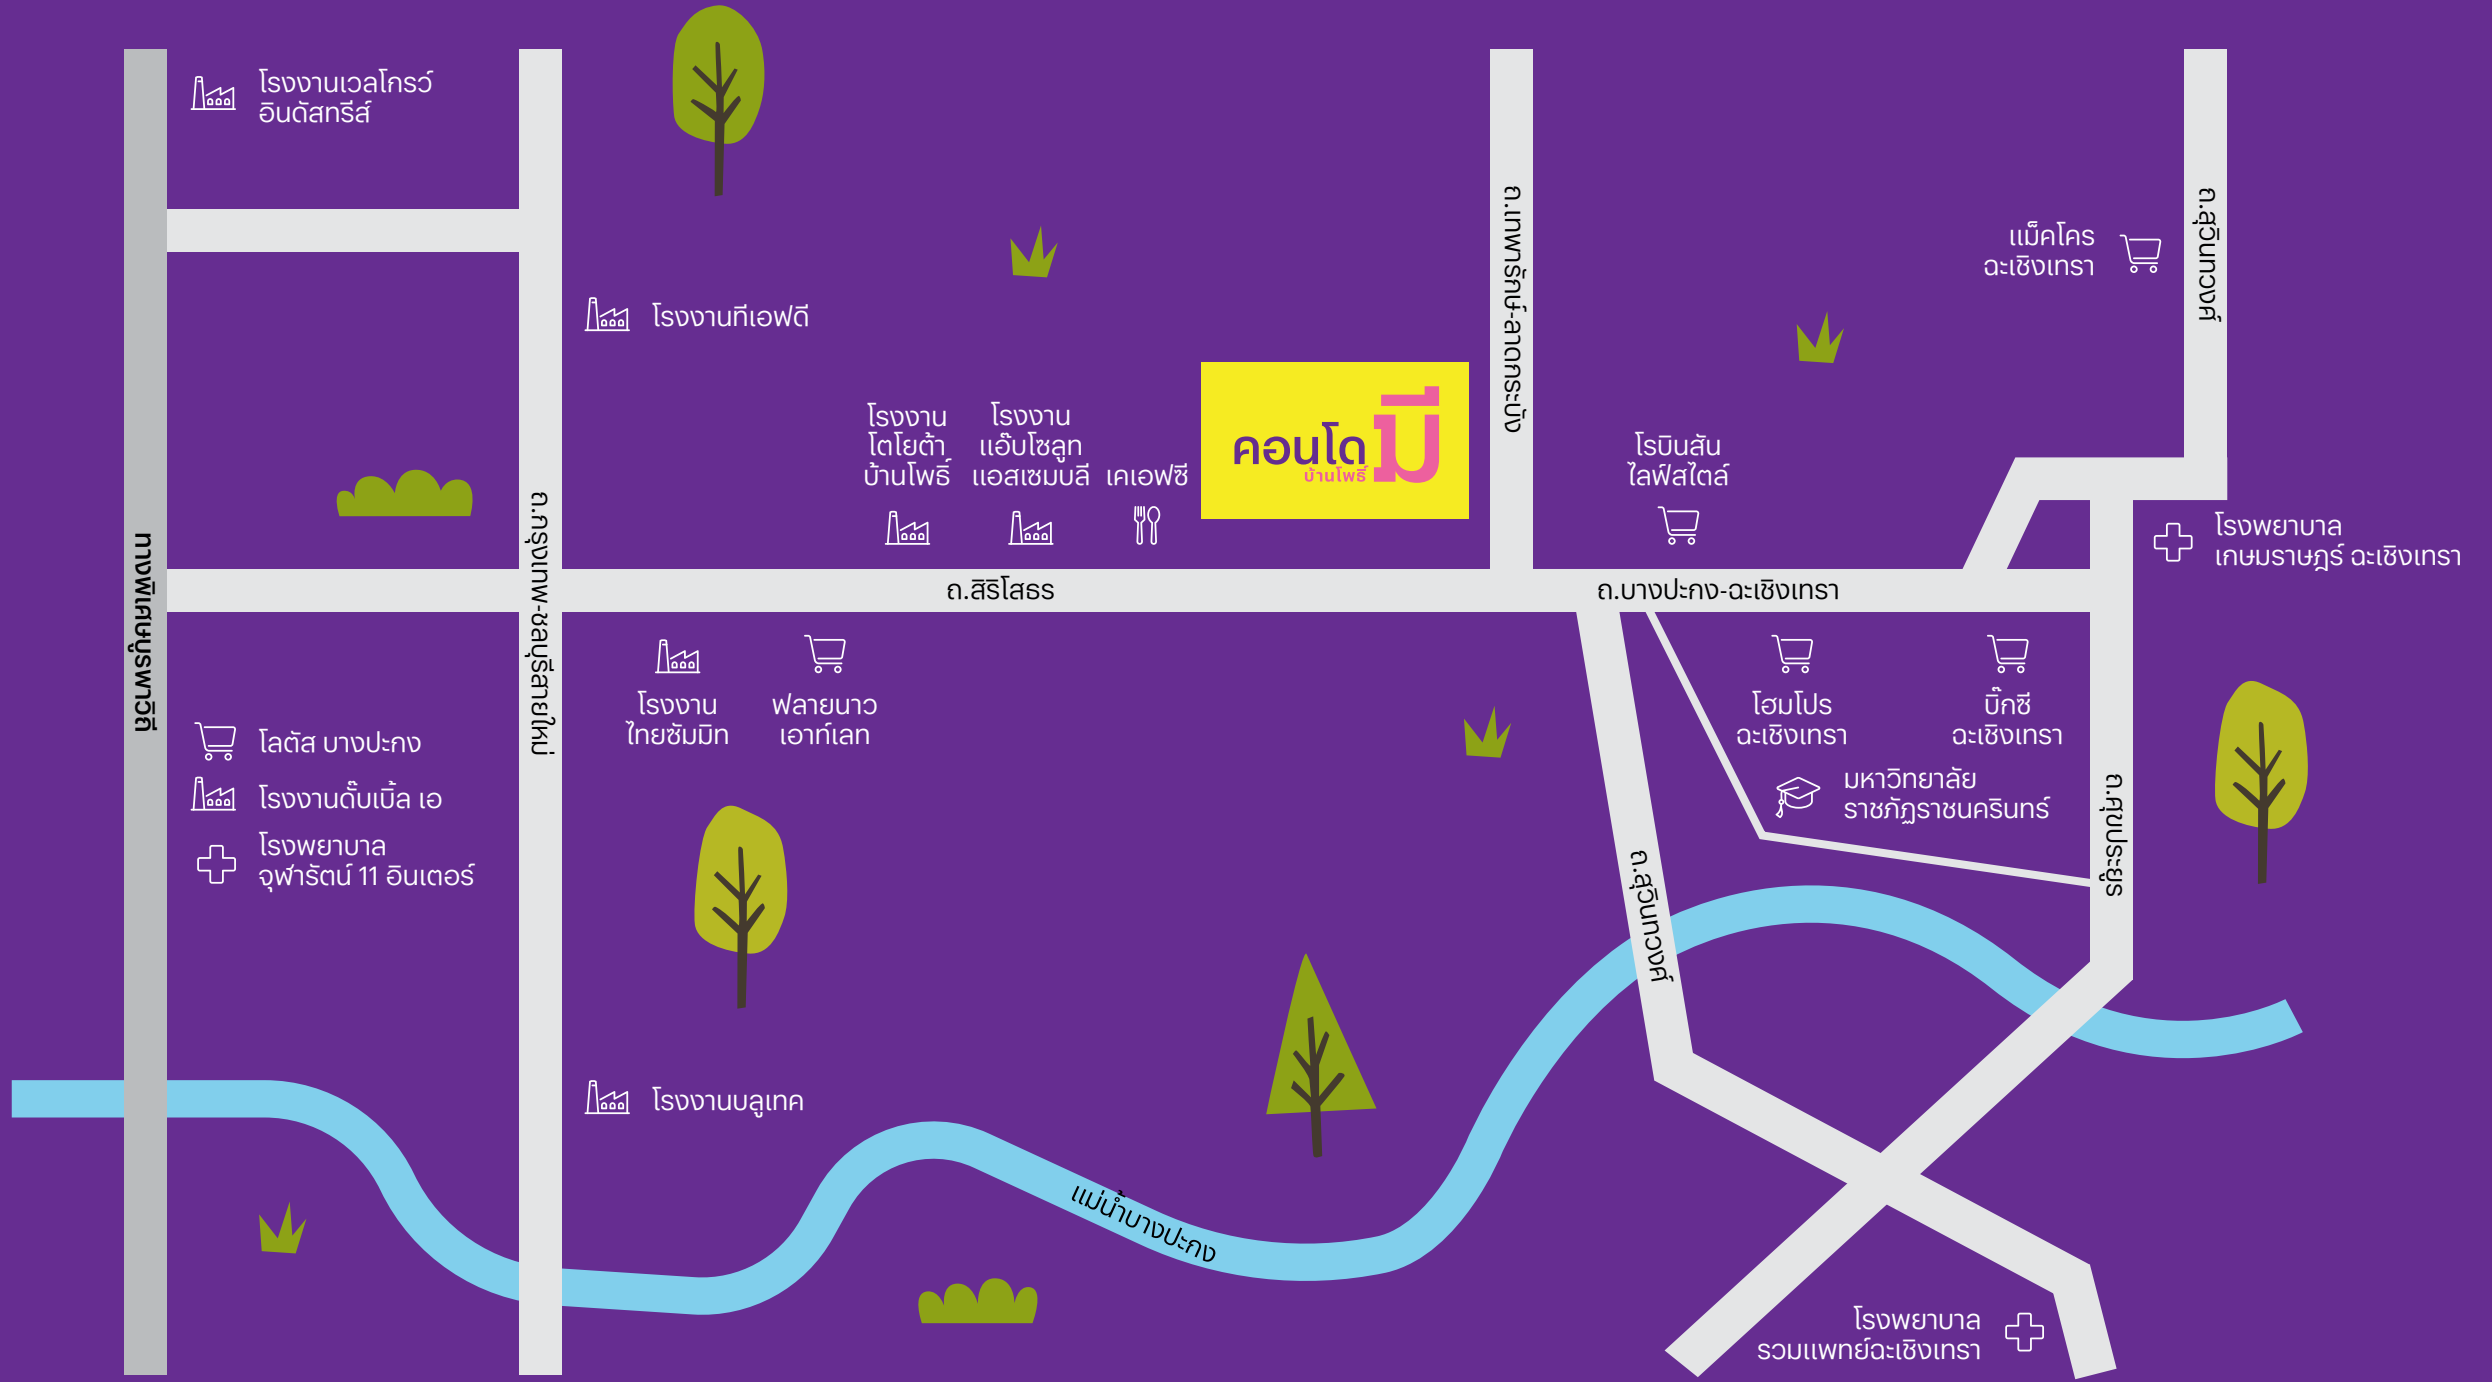 โรงงานเวลโกรว์
อินดัสทรีส์
ถ.เทพารักษ์-ลาดกระบัง
ถ.สุวินทวงศ์
แม็คโคร
ฉะเชิงเทรา
โรงงานทีเอฟดี
โรงงาน
โตโยต้า
บ้านโพธิ์
โรงงาน
แอ๊บโซลูท
แอสเซมบลี
เคเอฟซี
คอนโด
มี
บ้านโพธิ์
โรบินสัน
ไลฟ์สไตล์
โรงพยาบาล
เกษมราษฎร์ ฉะเชิงเทรา
ทางพิเศษบูรพาวิถี
ถ.กรุงเทพ-ชลบุรีสายใหม่
ถ.สิริโสธร
ถ.บางปะกง-ฉะเชิงเทรา
โรงงาน
ไทยซัมมิท
ฟลายนาว
เอาท์เลท
โฮมโปร
ฉะเชิงเทรา
บิ๊กซี
ฉะเชิงเทรา
โลตัส บางปะกง
โรงงานดั๊บเบิ้ล เอ
โรงพยาบาล
จุฬารัตน์ 11 อินเตอร์
มหาวิทยาลัย
ราชภัฏราชนครินทร์
ถ.ศุขประยูร
ถ.สุวินทวงศ์
โรงงานบลูเทค
แม่น้ำบางปะกง
โรงพยาบาล
รวมแพทย์ฉะเชิงเทรา